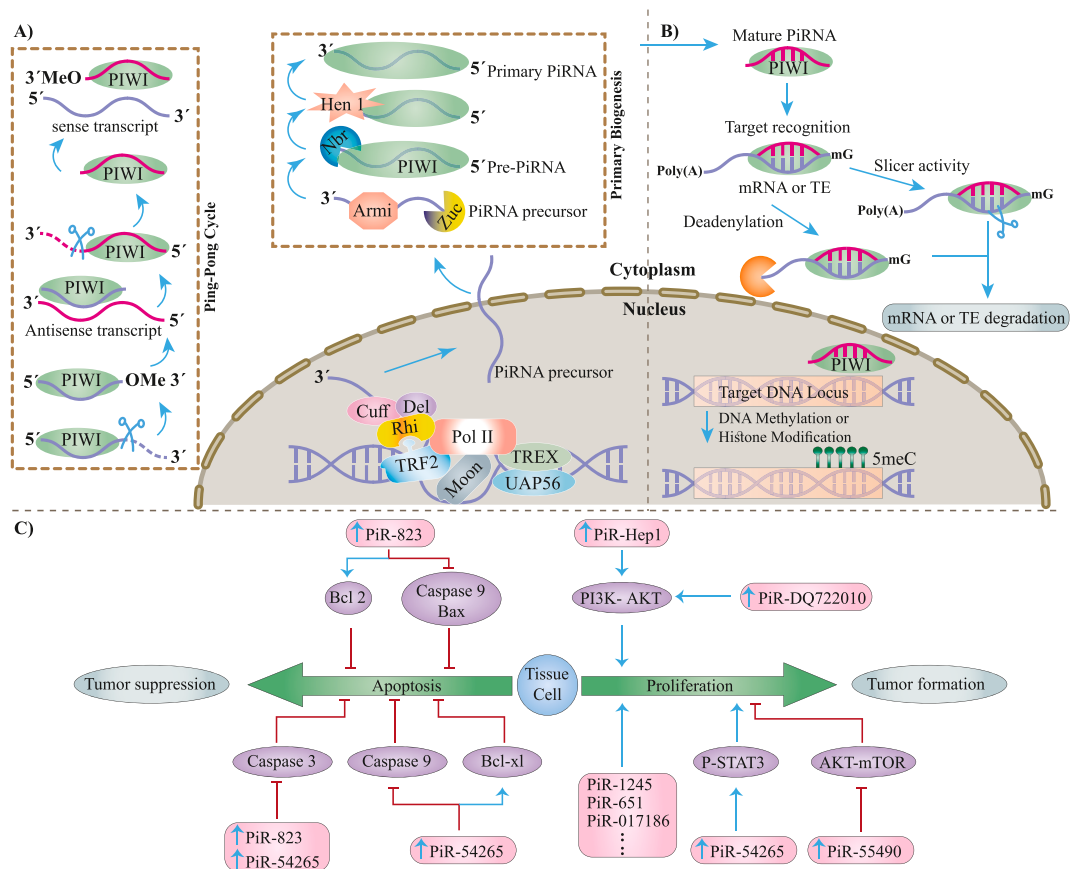 A)
3´MeO
PIWI
5´
3´
sense transcript
PIWI
3´
PIWI
5´
PIWI
3´
Antisense transcript
5´
5´
PIWI
OMe 3´
5´
PIWI
3´
Ping-Pong Cycle
3´
5´
Primary PiRNA
Hen 1
5´
Nbr
PIWI
5´
Pre-PiRNA
3´
Armi
Zuc
PiRNA precursor
Primary Biogenesis
Cytoplasm
Nucleus
PiRNA precursor
3´
Cuff
Del
Rhi
Pol II
TRF2
Moon
TREX
UAP56
B)
Mature PiRNA
PIWI
Target recognition
Poly(A)
mG
mRNA or TE
Slicer activity
Poly(A)
mG
Deadenylation
mG
mRNA or TE degradation
PIWI
Target DNA Locus
DNA Methylation or
Histone Modification
5meC
C)
PiR-823
PiR-Hep1
Bcl 2
Caspase 9
Bax
PI3K- AKT
PiR-DQ722010
Tumor suppression
Apoptosis
Tissue
Cell
Proliferation
Tumor formation
Caspase 3
Caspase 9
Bcl-xl
P-STAT3
AKT-mTOR
PiR-1245
PiR-651
PiR-017186
PiR-823
PiR-54265
PiR-54265
PiR-54265
PiR-55490